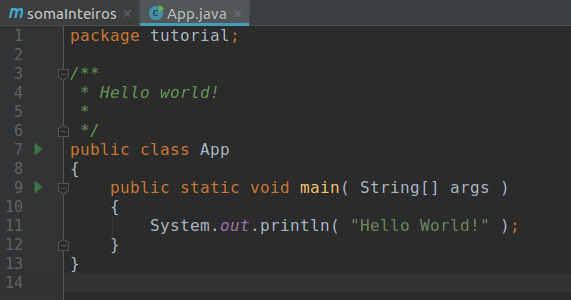 m somaInteiros × C App.java ×
1 package tutorial;
2
3 /**
4 * Hello world!
5 *
6 */
7 public class App
8 {
9 public static void main( String[] args )
10 {
11 System.out.println( "Hello World!" );
12 }
13 }
14